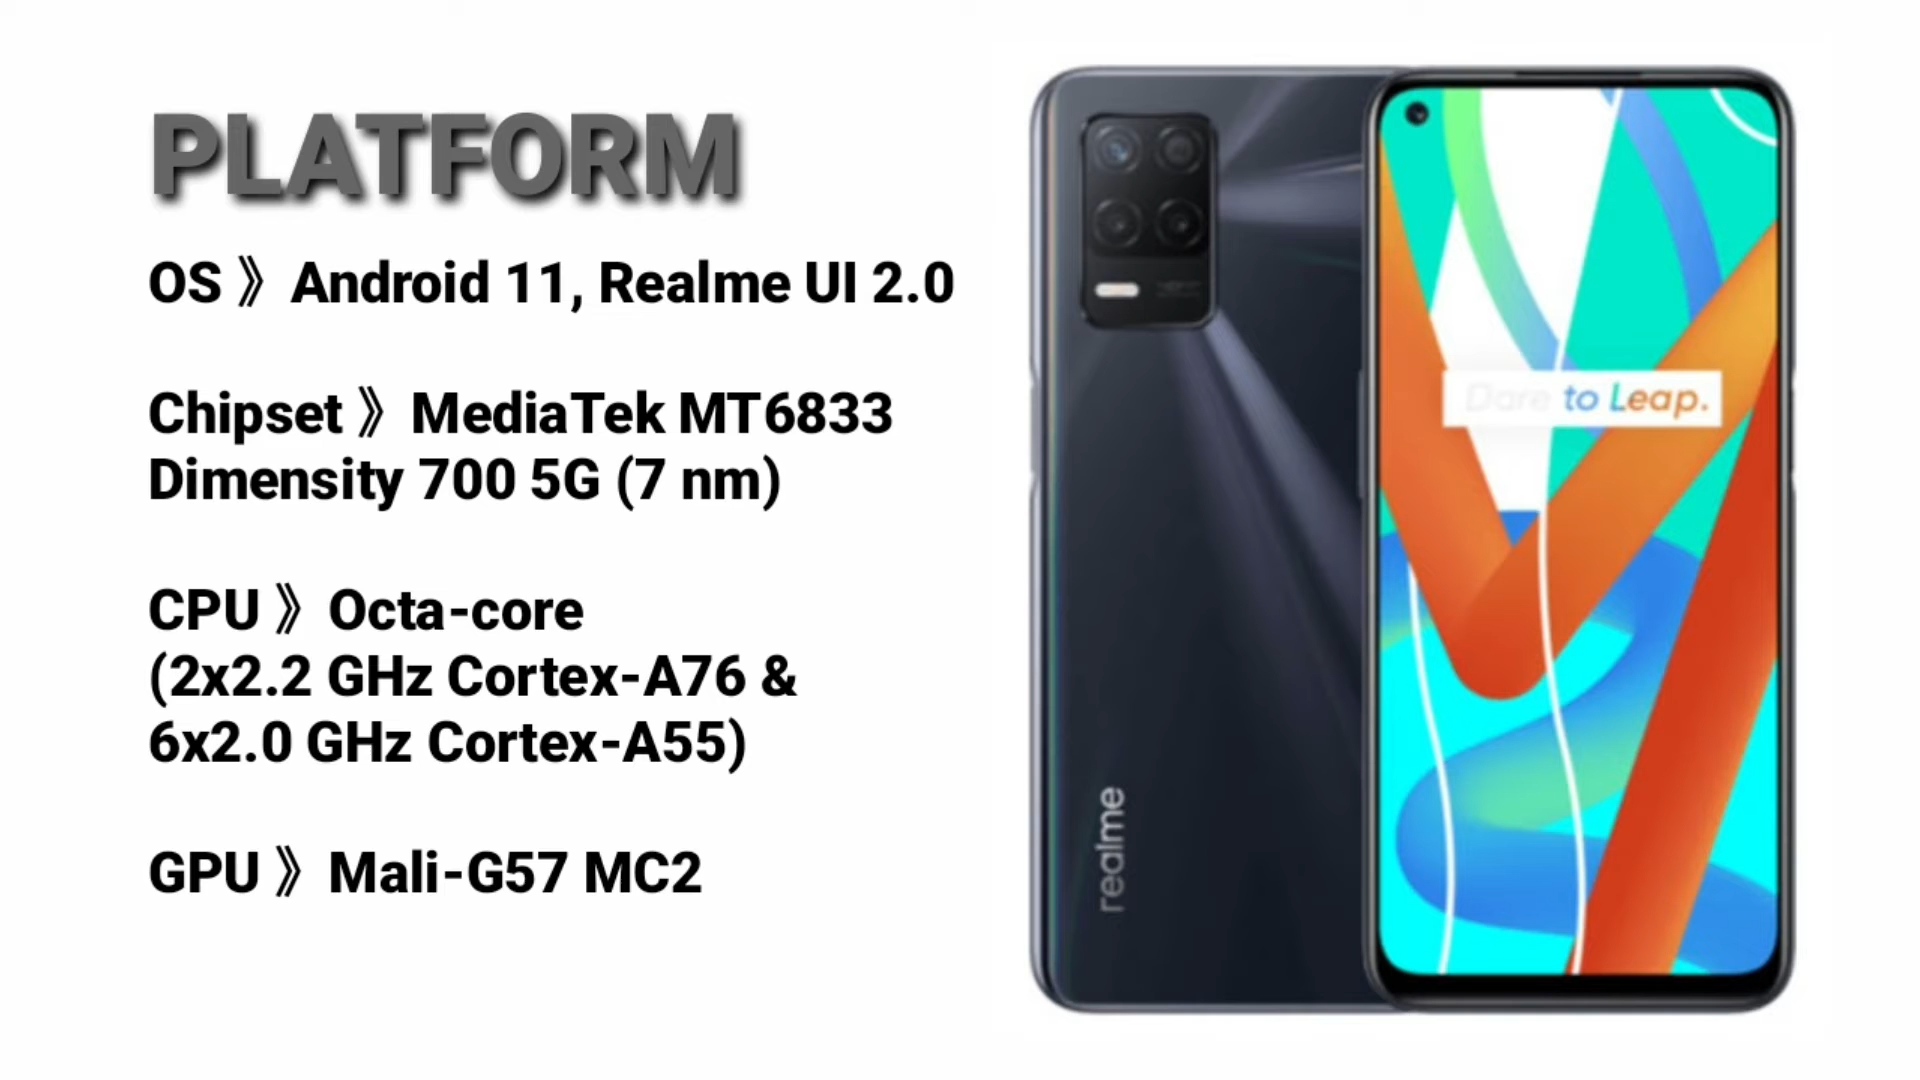 PLATFORM
OS 》Android 11, Realme UI 2.0
Chipset 》MediaTek MT6833
Dimensity 700 5G (7 nm)
CPU 》Octa-core
(2x2.2 GHz Cortex-A76 &
6x2.0 GHz Cortex-A55)
GPU 》Mali-G57 MC2
realme
Dare to Leap.